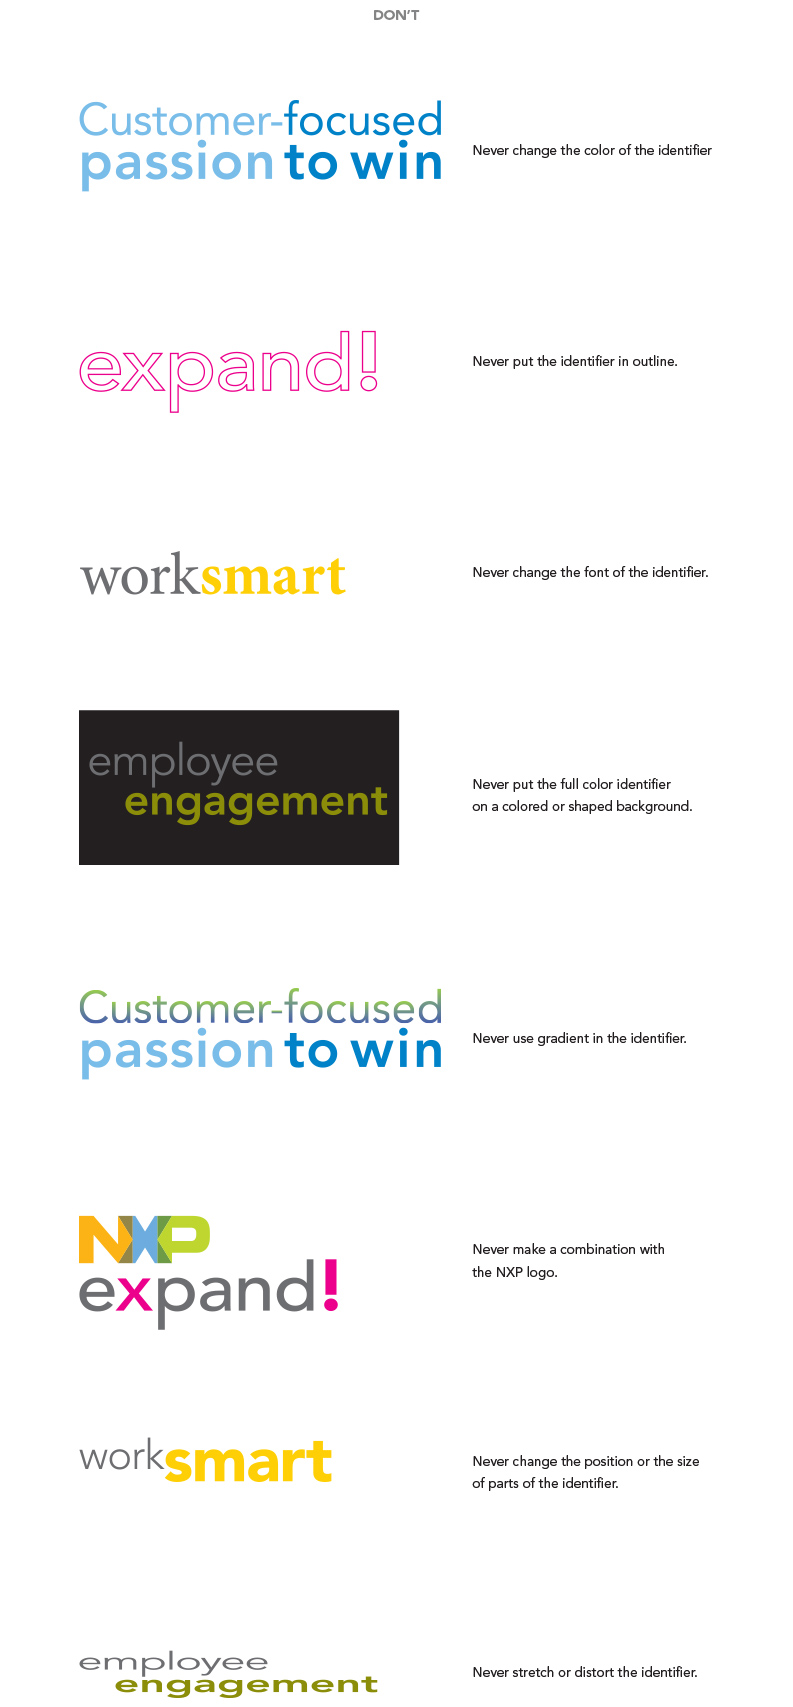 DON’T
Customer-focused
passion to win
Never change the color of the identifier
expand!
Never put the identifier in outline.
worksmart
Never change the font of the identifier.
employee
engagement
Never put the full color identifier
on a colored or shaped background.
Customer-focused
passion to win
Never use gradient in the identifier.
NXP
expand!
Never make a combination with
the NXP logo.
worksmart
Never change the position or the size
of parts of the identifier.
employee
engagement
Never stretch or distort the identifier.